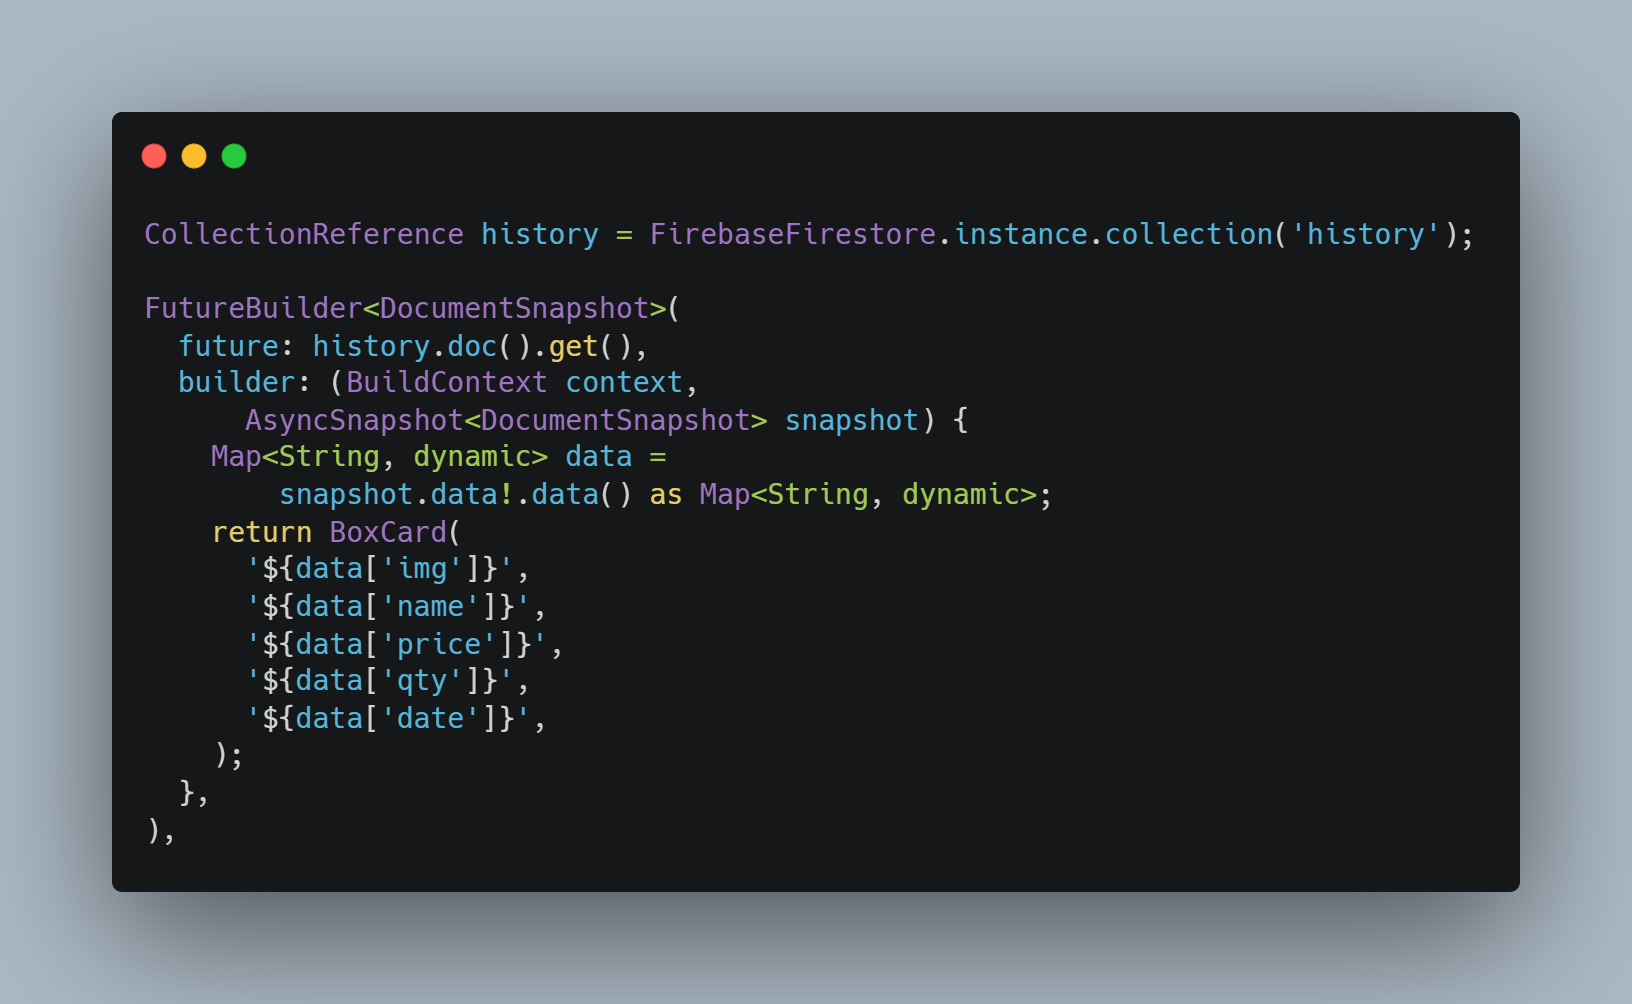 CollectionReference history = FirebaseFirestore.instance.collection('history');
FutureBuilder<DocumentSnapshot>(
  future: history.doc().get(),
  builder: (BuildContext context,
      AsyncSnapshot<DocumentSnapshot> snapshot) {
    Map<String, dynamic> data =
        snapshot.data!.data() as Map<String, dynamic>;
    return BoxCard(
      '${data['img']}',
      '${data['name']}',
      '${data['price']}',
      '${data['qty']}',
      '${data['date']}',
    );
  },
),